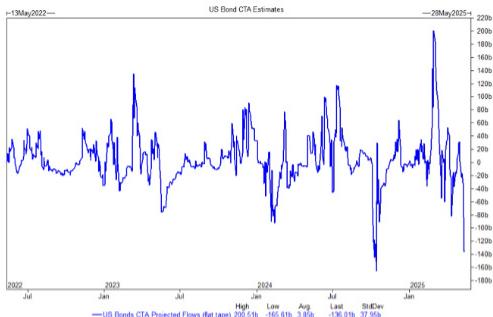 US Bond CTA Estimates
13May2022
28May2025
220b
200b
180b
160b
140b
120b
100b
80b
60b
40b
20b
0
-20b
-40b
-60b
-80b
-100b
-120b
-140b
-160b
-180b
2022 2023 2024 2025
Jul Jan Jul Jan Jul Jan
High Low Avg. Last StdDev
US Bonds CTA Projected Flows (flat tape) 200.51b -165.61b 3.85b -136.01b 37.95b